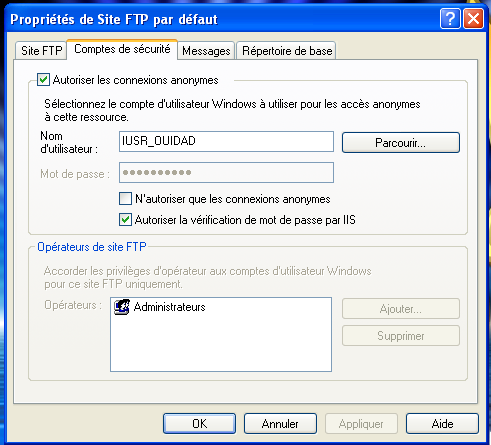 Propriétés de Site FTP par défaut
Site FTP
Comptes de sécurité
Messages
Répertoire de base
Autoriser les connexions anonymes
Sélectionnez le compte d'utilisateur Windows à utiliser pour les accès anonymes
à cette ressource.
Nom
d'utilisateur :
IUSR_OUIDAD
Parcourir...
Mot de passe :
●●●●●●●●●●
N'autoriser que les connexions anonymes
Autoriser la vérification de mot de passe par IIS
Opérateurs de site FTP
Accorder les privilèges d'opérateur aux comptes d'utilisateur Windows
pour ce site FTP uniquement.
Opérateurs :
Administrateurs
Ajouter...
Supprimer
OK
Annuler
Appliquer
Aide